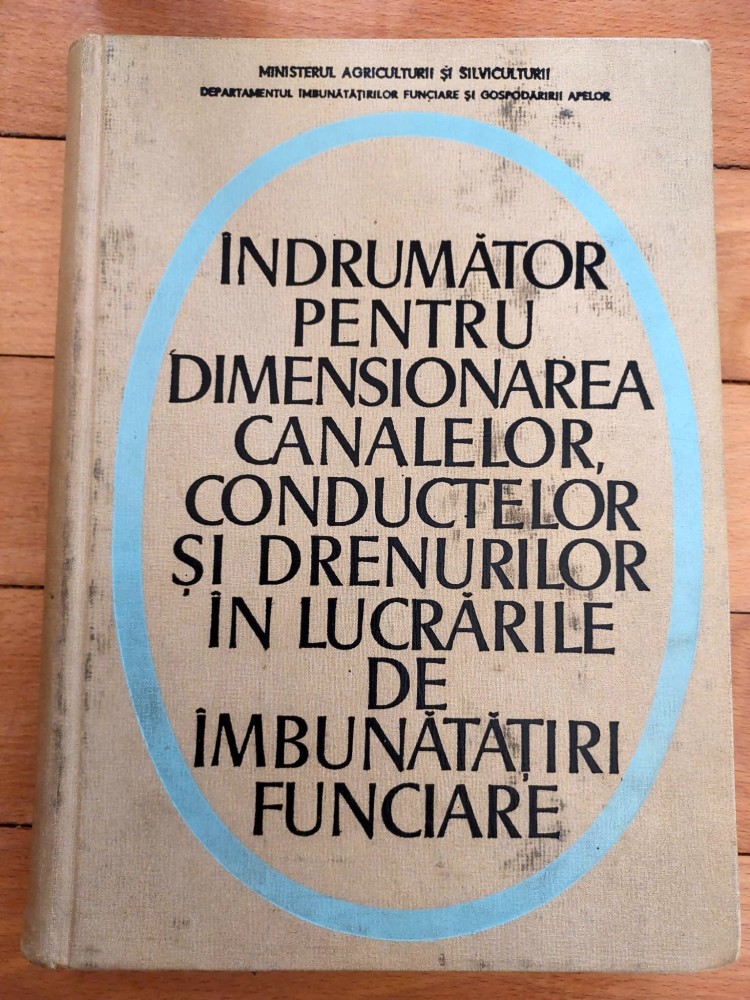 MINISTERUL AGRICULTURII ȘI SILVICULTURII
DEPARTAMENTUL ÎMBUNĂTĂȚIRILOR FUNCIARE ȘI GOSPODĂRIRII APELOR
ÎNDRUMĂTOR
PENTRU
DIMENSIONAREA
CANALELOR,
CONDUCTELOR
ȘI DRENURILOR
ÎN LUCRĂRILE
DE
ÎMBUNĂTĂȚIRI
FUNCIARE